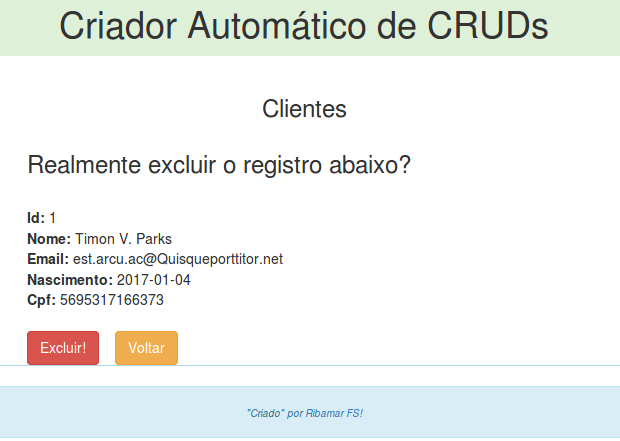 Criador Automático de CRUDs
Clientes
Realmente excluir o registro abaixo?
Id: 1
Nome: Timon V. Parks
Email: est.arcu.ac@Quisqueporttitor.net
Nascimento: 2017-01-04
Cpf: 5695317166373
Excluir! Voltar
"Criado" por Ribamar FS!